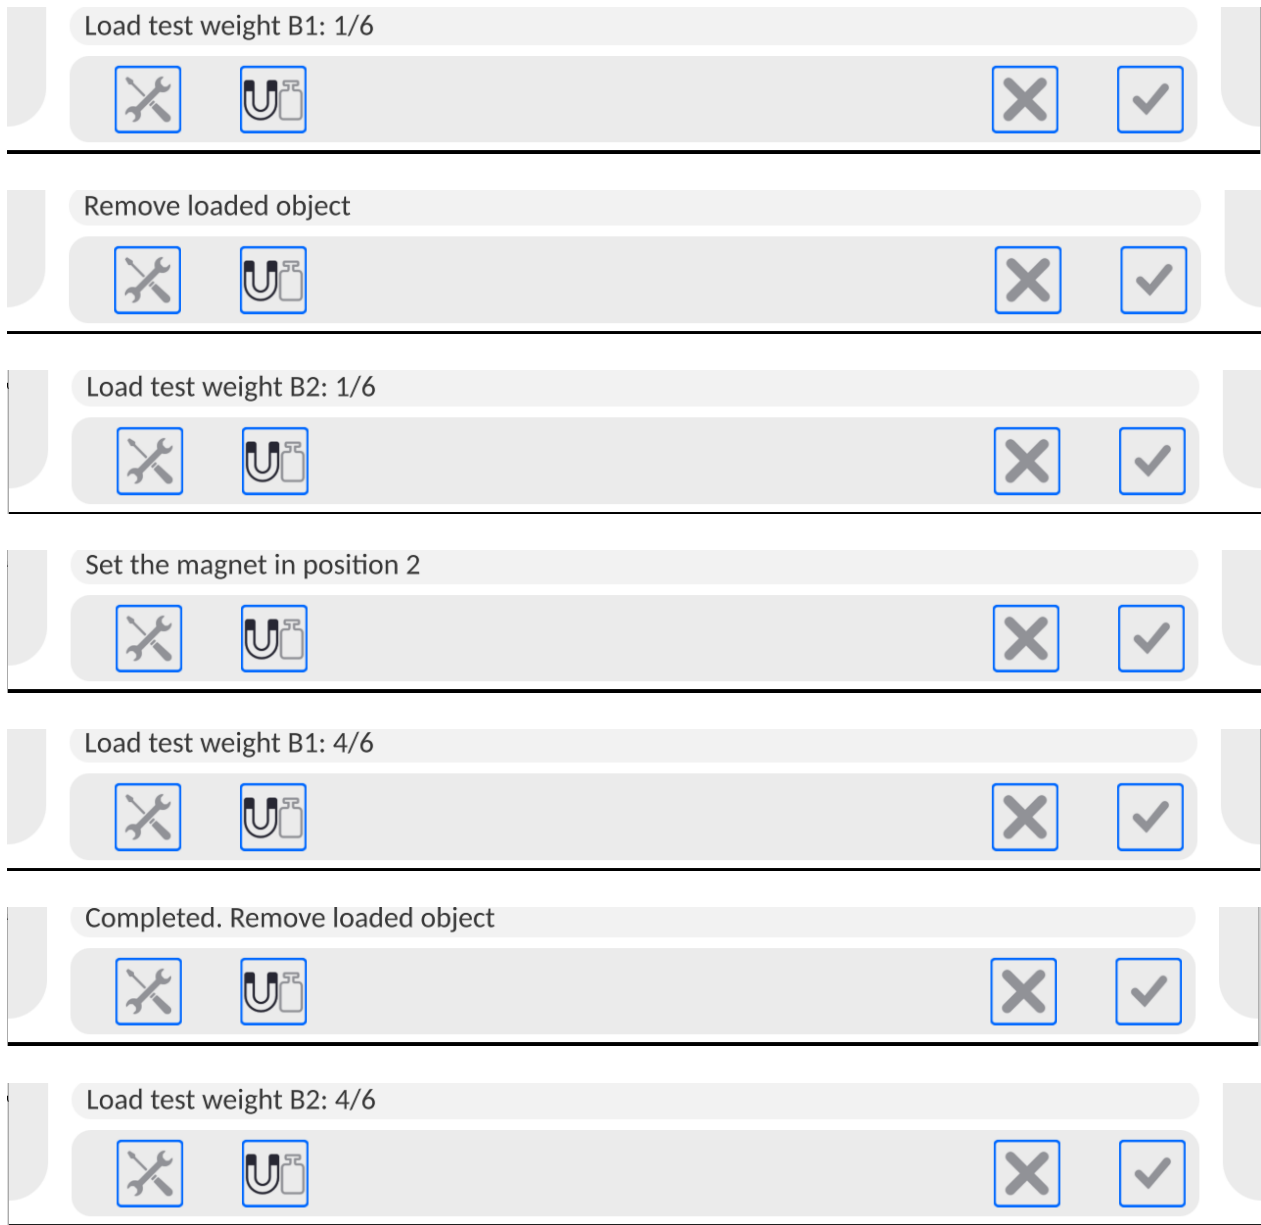 Load test weight B1: 1/6
Remove loaded object
Load test weight B2: 1/6
Set the magnet in position 2
Load test weight B1: 4/6
Completed. Remove loaded object
Load test weight B2: 4/6